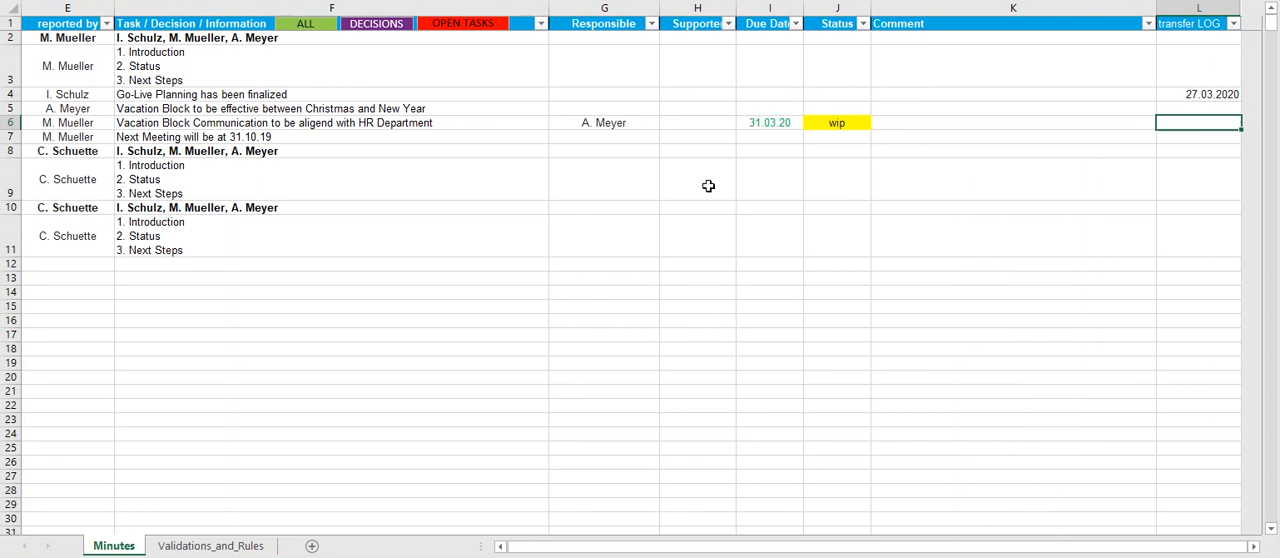 E F G H I J K L
1 reported by Task / Decision / Information ALL DECISIONS OPEN TASKS Responsible Supporte Due Date Status Comment transfer LOG
2 M. Mueller I. Schulz, M. Mueller, A. Meyer
1. Introduction
M. Mueller 2. Status
3 3. Next Steps
4 I. Schulz Go-Live Planning has been finalized 27.03.2020
5 A. Meyer Vacation Block to be effective between Christmas and New Year
6 M. Mueller Vacation Block Communication to be aligend with HR Department A. Meyer 31.03.20 wip
7 M. Mueller Next Meeting will be at 31.10.19
8 C. Schuette I. Schulz, M. Mueller, A. Meyer
1. Introduction
C. Schuette 2. Status
9 3. Next Steps
10 C. Schuette I. Schulz, M. Mueller, A. Meyer
1. Introduction
C. Schuette 2. Status
11 3. Next Steps
12
13
14
15
16
17
18
19
20
21
22
23
24
25
26
27
28
29
30
31
Minutes Validations_and_Rules